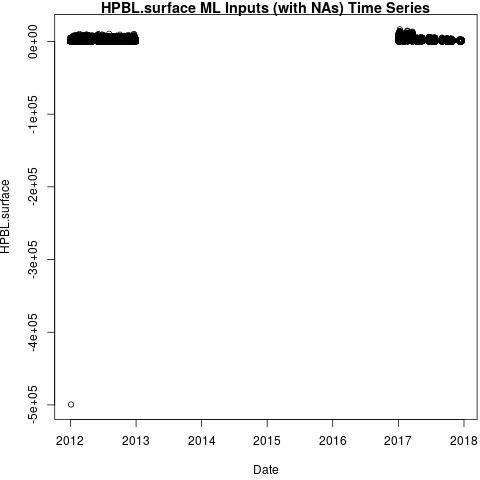 HPBL.surface ML Inputs (with NAs) Time Series
HPBL.surface
0e+00
-1e+05
-2e+05
-3e+05
-4e+05
-5e+05
2012 2013 2014 2015 2016 2017 2018
Date